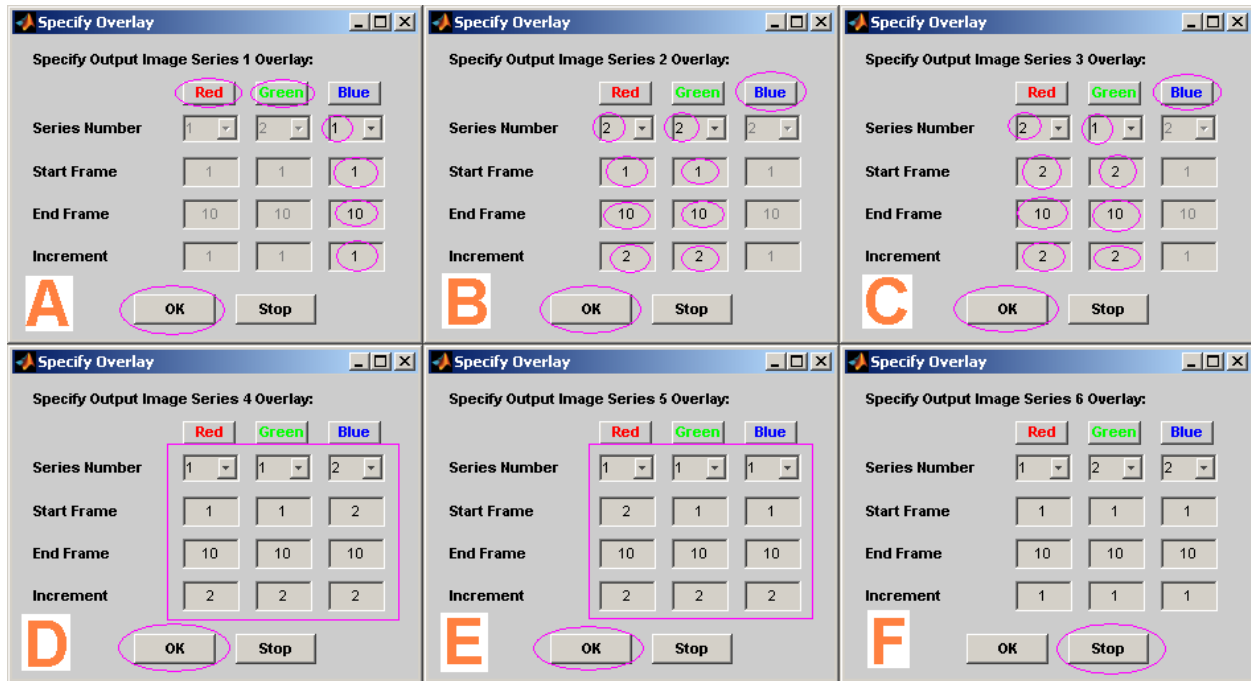 Specify Overlay
Specify Output Image Series 1 Overlay:
Red Green Blue
Series Number 1 2 1
Start Frame 1 1 1
End Frame 10 10 10
Increment 1 1 1
A OK Stop
Specify Overlay
Specify Output Image Series 2 Overlay:
Red Green Blue
Series Number 2 2 2
Start Frame 1 1 1
End Frame 10 10 10
Increment 2 2 1
B OK Stop
Specify Overlay
Specify Output Image Series 3 Overlay:
Red Green Blue
Series Number 2 1 2
Start Frame 2 2 1
End Frame 10 10 10
Increment 2 2 1
C OK Stop
Specify Overlay
Specify Output Image Series 4 Overlay:
Red Green Blue
Series Number 1 1 2
Start Frame 1 1 2
End Frame 10 10 10
Increment 2 2 2
D OK Stop
Specify Overlay
Specify Output Image Series 5 Overlay:
Red Green Blue
Series Number 1 1 1
Start Frame 2 1 1
End Frame 10 10 10
Increment 2 2 2
E OK Stop
Specify Overlay
Specify Output Image Series 6 Overlay:
Red Green Blue
Series Number 1 2 2
Start Frame 1 1 1
End Frame 10 10 10
Increment 1 1 1
F OK Stop